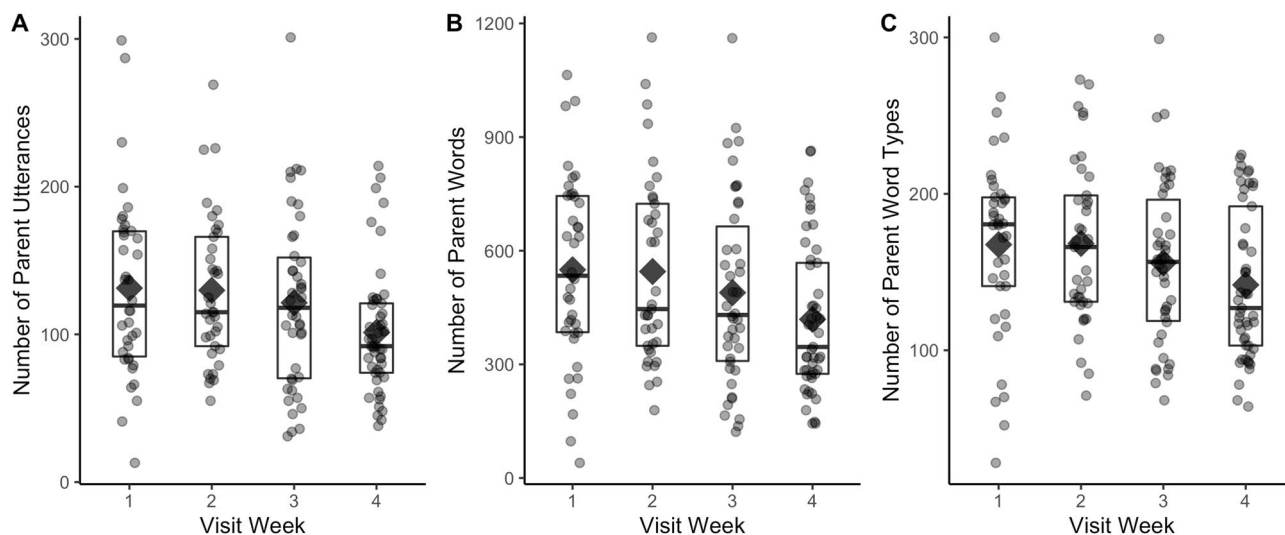 A
Number of Parent Utterances
300
200
100
0
1 2 3 4
Visit Week
B
Number of Parent Words
1200
900
600
300
0
1 2 3 4
Visit Week
C
Number of Parent Word Types
300
200
100
1 2 3 4
Visit Week